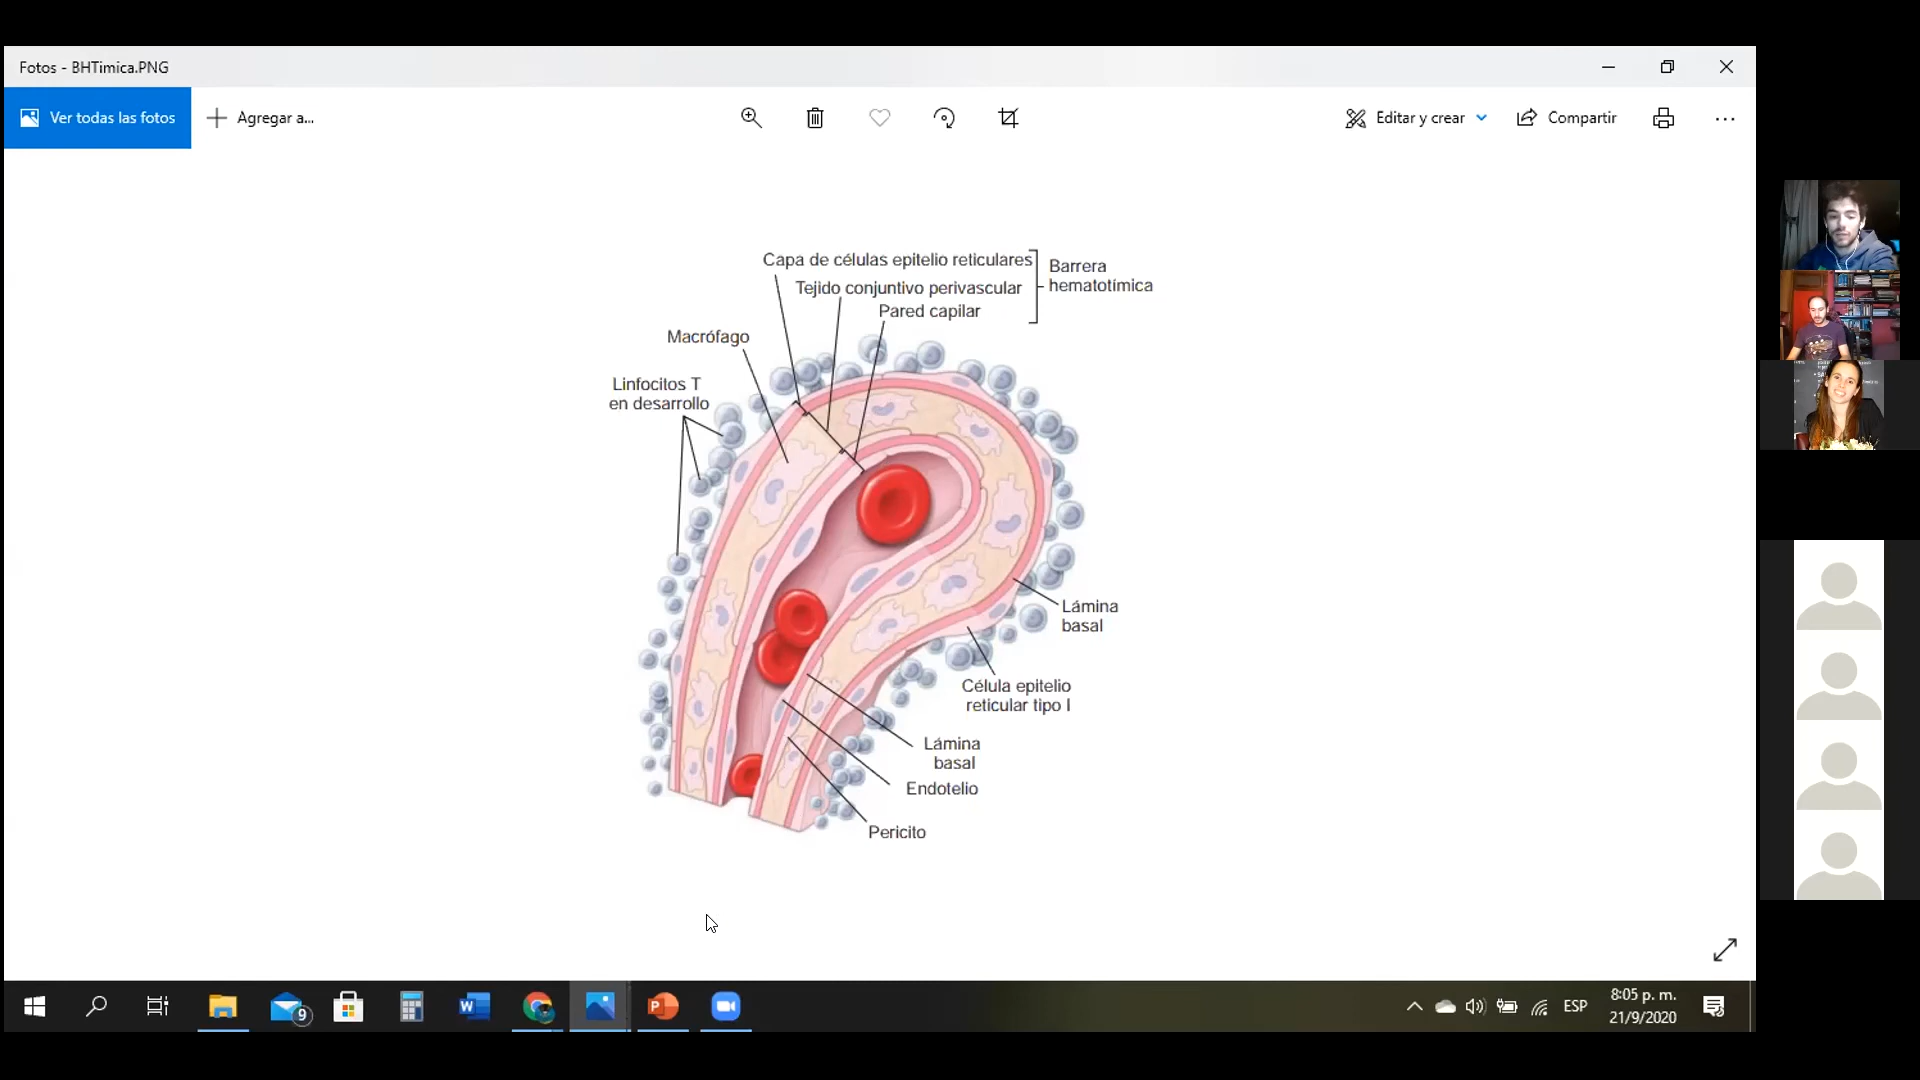 Fotos - BHTimica.PNG
Ver todas las fotos
Agregar a...
Editar y crear
Compartir
Capa de células epitelio reticulares
Tejido conjuntivo perivascular
Pared capilar
Barrera
hematotímica
Macrófago
Linfocitos T
en desarrollo
Lámina
basal
Célula epitelio
reticular tipo I
Lámina
basal
Endotelio
Pericito
9
ESP
8:05 p. m.
21/9/2020